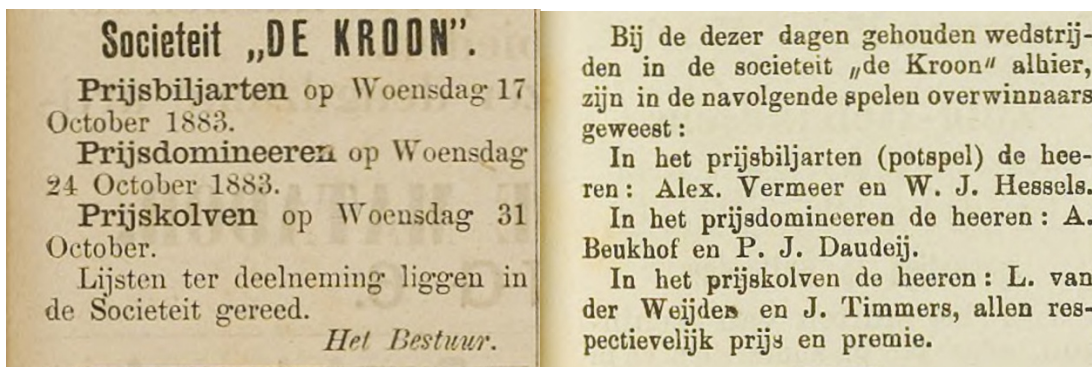 Societeit „DE KROON".
Prijsbiljarten op Woensdag 17
October 1883.
Prijsdomineeren op Woensdag
24 October 1883.
Prijskolven op Woensdag 31
October.
Lijsten ter deelneming liggen in
de Societeit gereed.
Het Bestuur.
Bij de dezer dagen gehouden wedstrij-
den in de societeit „de Kroon" alhier,
zijn in de navolgende spelen overwinnaars
geweest :
In het prijsbiljarten (potspel) de hee-
ren : Alex. Vermeer en W. J. Hessels.
In het prijsdomineeren de heeren : A.
Beukhof en P. J. Daudeij.
In het prijskolven de heeren : L. van
der Weijden en J. Timmers, allen res-
pectievelijk prijs en premie.